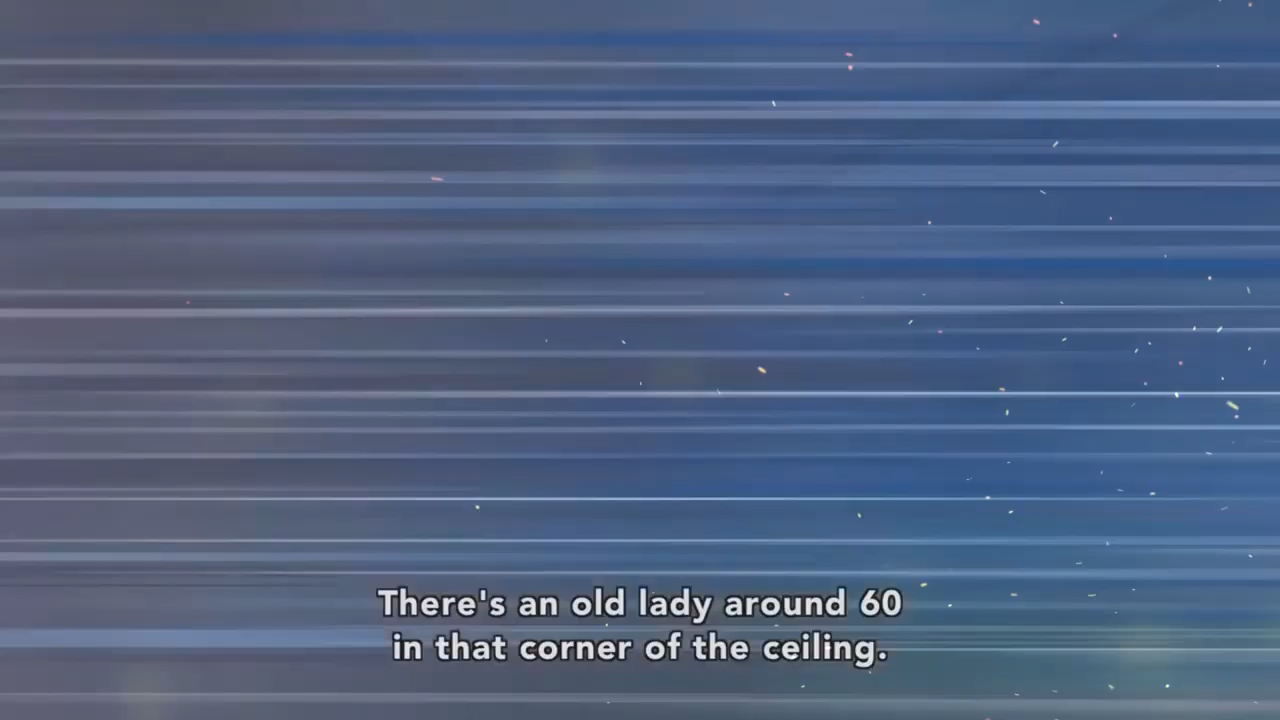 There's an old lady around 60
in that corner of the ceiling.